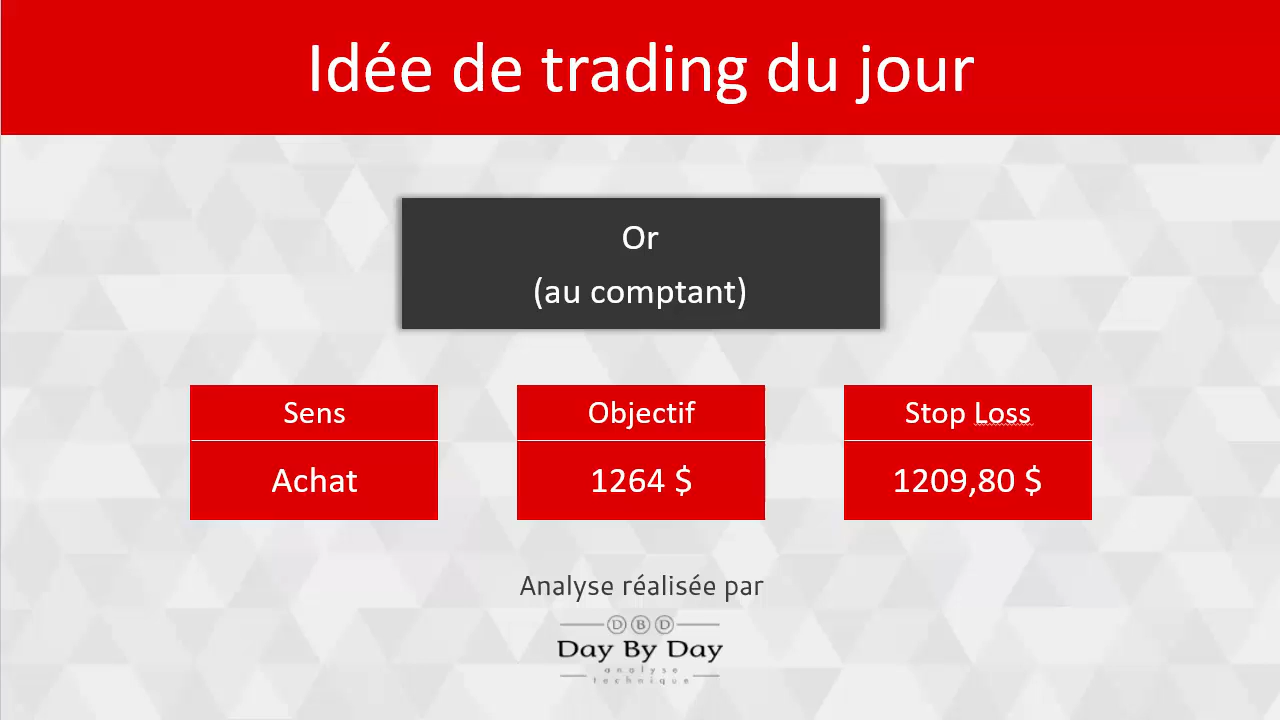 Idée de trading du jour
Or
(au comptant)
Sens
Objectif
Stop Loss
Achat
1264 $
1209,80 $
Analyse réalisée par
D B D
Day By Day
analyse
technique